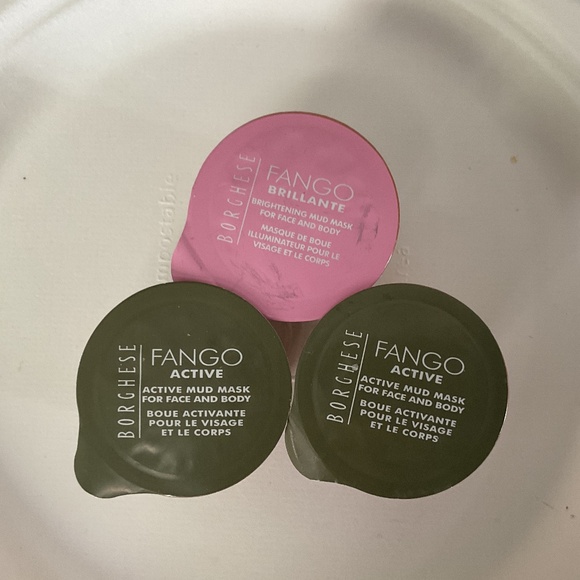 BORGHESE
FANGO
BRILLANTE
BRIGHTENING MUD MASK
FOR FACE AND BODY
MASQUE DE BOUE
ILLUMINATEUR POUR LE
VISAGE ET LE CORPS
BORGHESE
FANGO
ACTIVE
ACTIVE MUD MASK
FOR FACE AND BODY
BOUE ACTIVANTE
POUR LE VISAGE
ET LE CORPS
BORGHESE
FANGO
ACTIVE
ACTIVE MUD MASK
FOR FACE AND BODY
BOUE ACTIVANTE
POUR LE VISAGE
ET LE CORPS